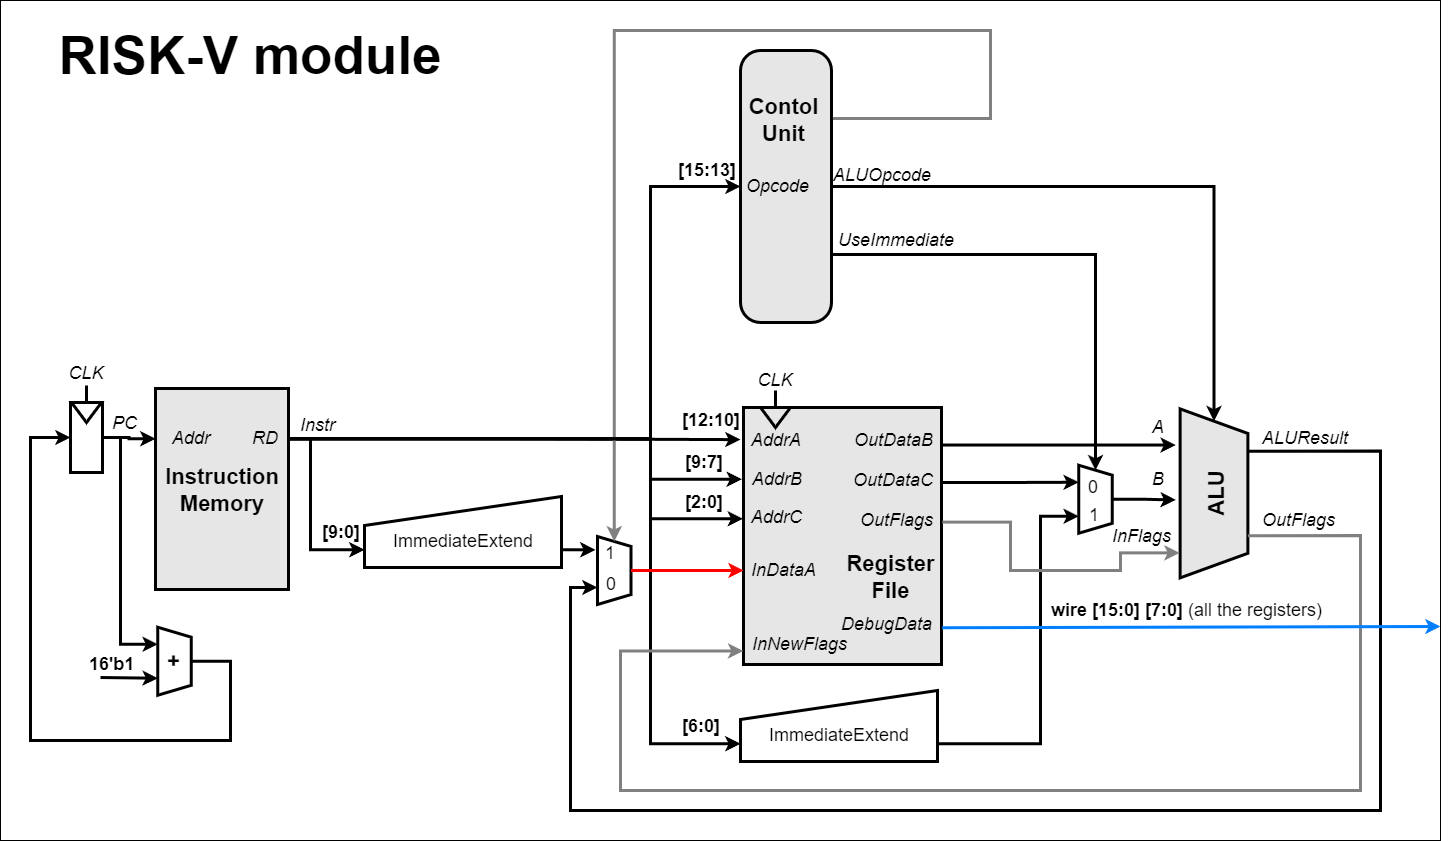 RISK-V module
Contol
Unit
[15:13]
Opcode
ALUOpcode
UseImmediate
CLK
PC
Addr
RD
Instruction
Memory
Instr
[9:0]
ImmediateExtend
1
0
16'b1
+
CLK
[12:10]
AddrA
[9:7]
AddrB
[2:0]
AddrC
InDataA
InNewFlags
OutDataB
OutDataC
OutFlags
Register
File
DebugData
[6:0]
ImmediateExtend
0
1
A
B
InFlags
ALU
ALUResult
OutFlags
wire [15:0] [7:0] (all the registers)